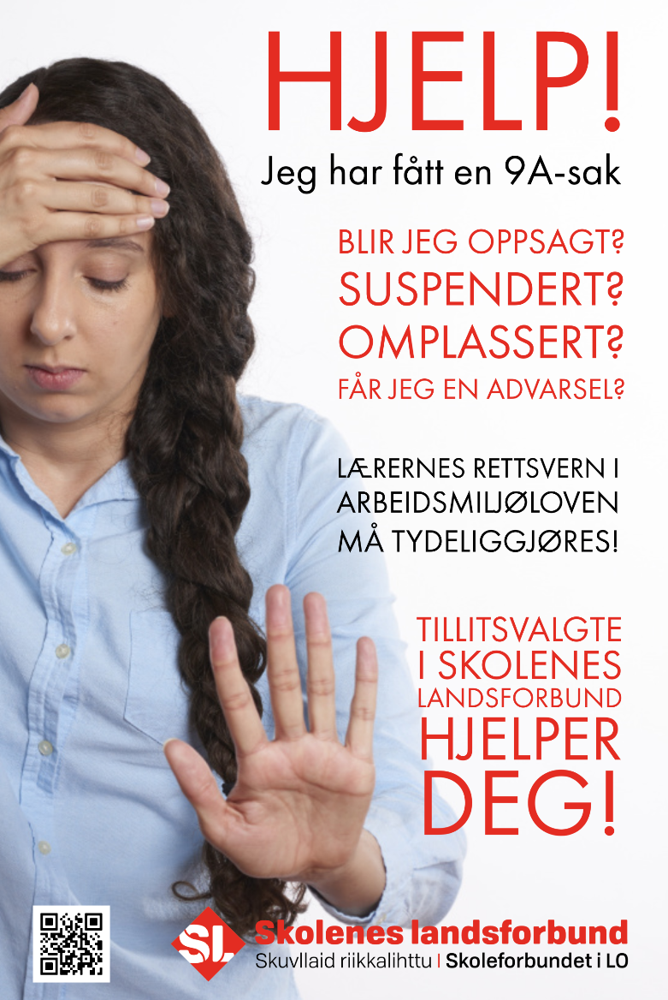 HJELP!
Jeg har fått en 9A-sak
BLIR JEG OPPSAGT?
SUSPENDERT?
OMPLASSERT?
FÅR JEG EN ADVARSEL?
LÆRERNES RETTSVERN I
ARBEIDSMILJØLOVEN
MÅ TYDELIGGJØRES!
TILLITSVALGTE
I SKOLENES
LANDSFORBUND
HJELPER
DEG!
SL Skolenes landsforbund
Skuvllaid riikkalihttu | Skoleforbundet i LO